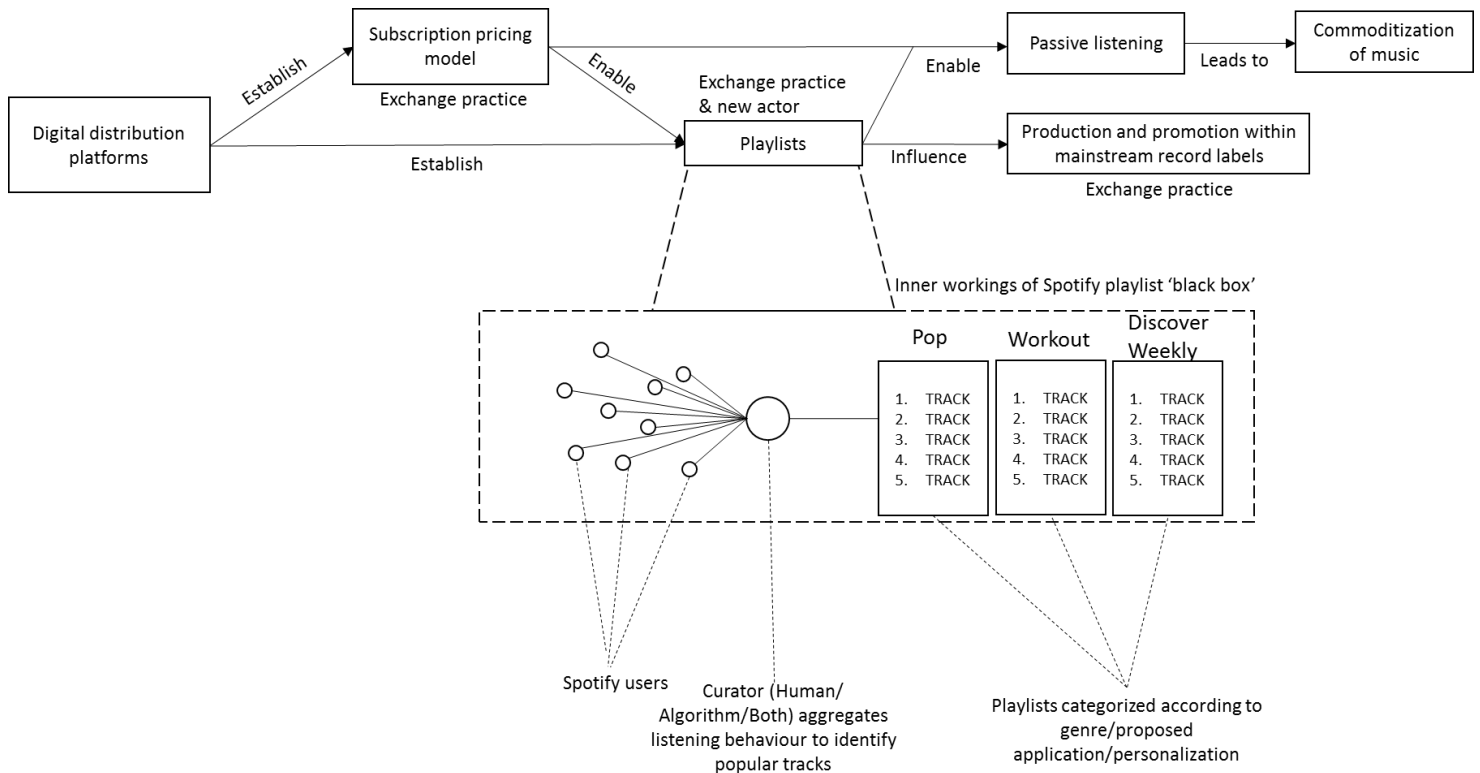 Subscription pricing
model
Exchange practice
Establish
Digital distribution
platforms
Establish
Enable
Exchange practice
& new actor
Playlists
Enable
Passive listening
Leads to
Commoditization
of music
Influence
Production and promotion within
mainstream record labels
Exchange practice
Inner workings of Spotify playlist ‘black box’
Pop
1. TRACK
2. TRACK
3. TRACK
4. TRACK
5. TRACK
Workout
1. TRACK
2. TRACK
3. TRACK
4. TRACK
5. TRACK
Discover
Weekly
1. TRACK
2. TRACK
3. TRACK
4. TRACK
5. TRACK
Spotify users
Curator (Human/
Algorithm/Both) aggregates
listening behaviour to identify
popular tracks
Playlists categorized according to
genre/proposed
application/personalization